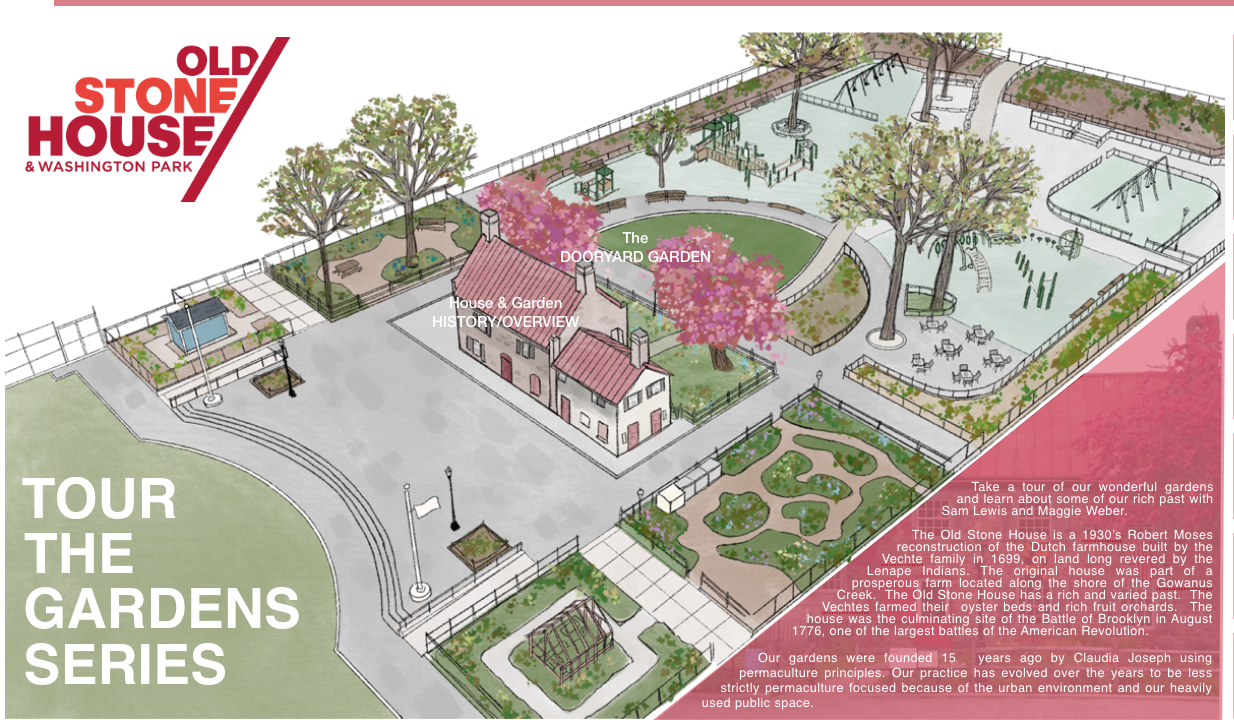 OLD
STONE
HOUSE
& WASHINGTON PARK
The
DOORYARD GARDEN
House & Garden
HISTORY/OVERVIEW
TOUR
THE
GARDENS
SERIES
Take a tour of our wonderful gardens
and learn about some of our rich past with
Sam Lewis and Maggie Weber.
The Old Stone House is a 1930's Robert Moses
reconstruction of the Dutch farmhouse built by the
Vechte family in 1699, on land long revered by the
Lenape Indians. The original house was part of a
prosperous farm located along the shore of the Gowanus
Creek. The Old Stone House has a rich and varied past. The
Vechtes farmed their oyster beds and rich fruit orchards. The
house was the culminating site of the Battle of Brooklyn in August
1776, one of the largest battles of the American Revolution.
Our gardens were founded 15 years ago by Claudia Joseph using
permaculture principles. Our practice has evolved over the years to be less
strictly permaculture focused because of the urban environment and our heavily
used public space.